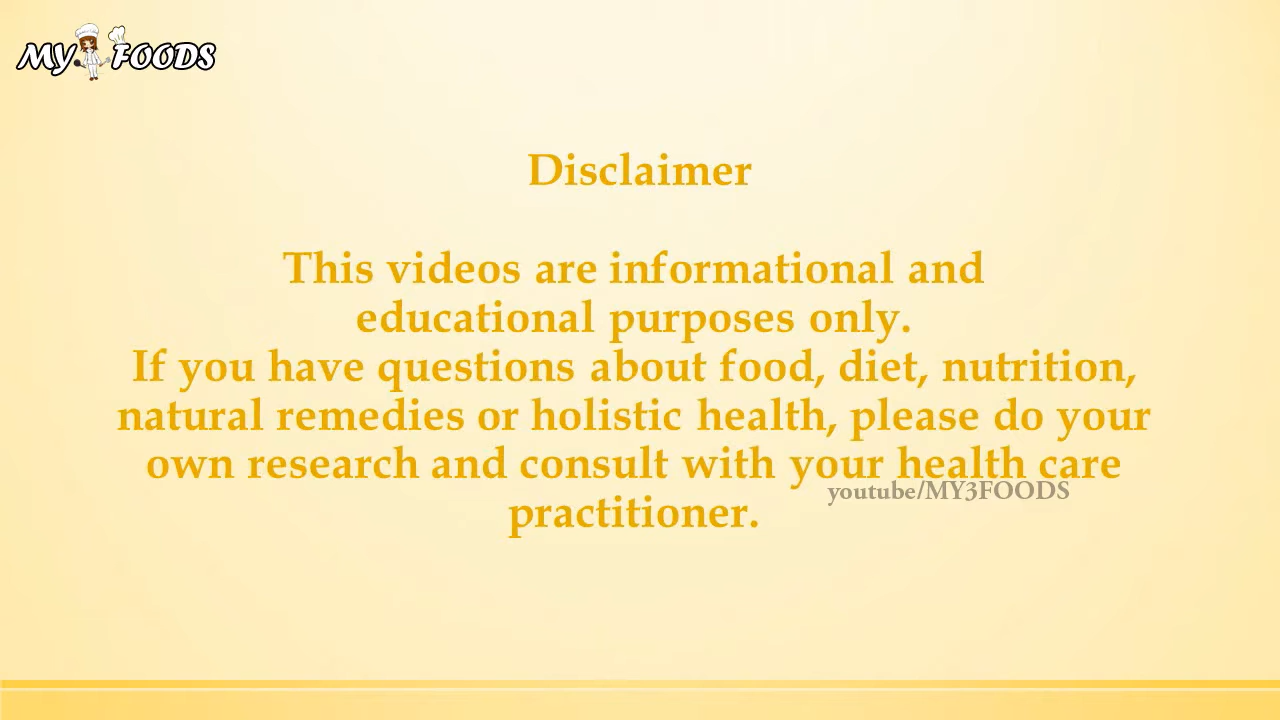 MY FOODS
Disclaimer
This videos are informational and
educational purposes only.
If you have questions about food, diet, nutrition,
natural remedies or holistic health, please do your
own research and consult with your health care
youtube/MY3FOODS
practitioner.